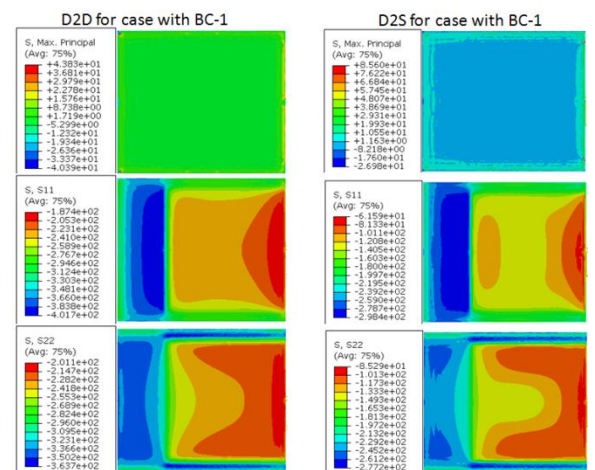 D2D for case with BC-1
D2S for case with BC-1
S, Max. Principal
(Avg: 75%)
+4.383e+01
+3.681e+01
+2.979e+01
+2.278e+01
+1.576e+01
+8.738e+00
+1.719e+00
-5.299e+00
-1.232e+01
-1.934e+01
-2.636e+01
-3.337e+01
-4.039e+01
S, Max. Principal
(Avg: 75%)
+8.560e+01
+7.622e+01
+6.684e+01
+5.745e+01
+4.807e+01
+3.869e+01
+2.931e+01
+1.993e+01
+1.055e+01
+1.163e+00
-8.218e+00
-1.760e+01
-2.698e+01
S, S11
(Avg: 75%)
-1.874e+02
-2.053e+02
-2.231e+02
-2.410e+02
-2.589e+02
-2.767e+02
-2.946e+02
-3.124e+02
-3.303e+02
-3.481e+02
-3.660e+02
-3.838e+02
-4.017e+02
S, S11
(Avg: 75%)
-6.159e+01
-8.133e+01
-1.011e+02
-1.208e+02
-1.405e+02
-1.603e+02
-1.800e+02
-1.997e+02
-2.195e+02
-2.392e+02
-2.590e+02
-2.787e+02
-2.984e+02
S, S22
(Avg: 75%)
-2.011e+02
-2.147e+02
-2.282e+02
-2.418e+02
-2.553e+02
-2.689e+02
-2.824e+02
-2.960e+02
-3.095e+02
-3.231e+02
-3.366e+02
-3.502e+02
-3.637e+02
S, S22
(Avg: 75%)
-8.529e+01
-1.013e+02
-1.173e+02
-1.333e+02
-1.493e+02
-1.653e+02
-1.813e+02
-1.972e+02
-2.132e+02
-2.292e+02
-2.452e+02
-2.612e+02
-2.772e+02